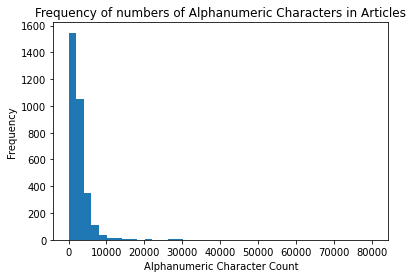 Frequency of numbers of Alphanumeric Characters in Articles
1600
1400
1200
1000
800
600
400
200
0
Frequency
0 10000 20000 30000 40000 50000 60000 70000 80000
Alphanumeric Character Count